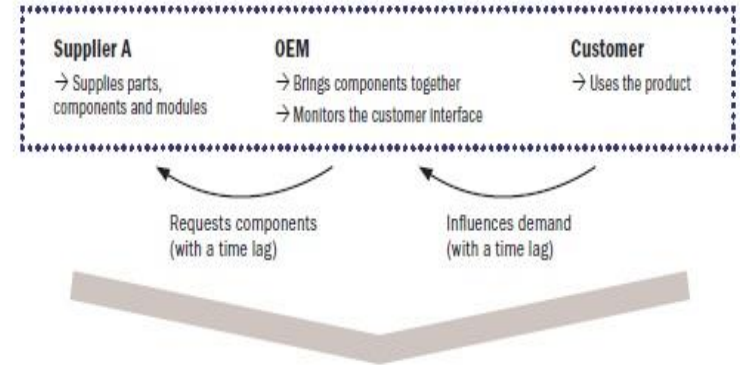 Supplier A
→ Supplies parts,
components and modules
OEM
→ Brings components together
→ Monitors the customer interface
Customer
→ Uses the product
Requests components
(with a time lag)
Influences demand
(with a time lag)